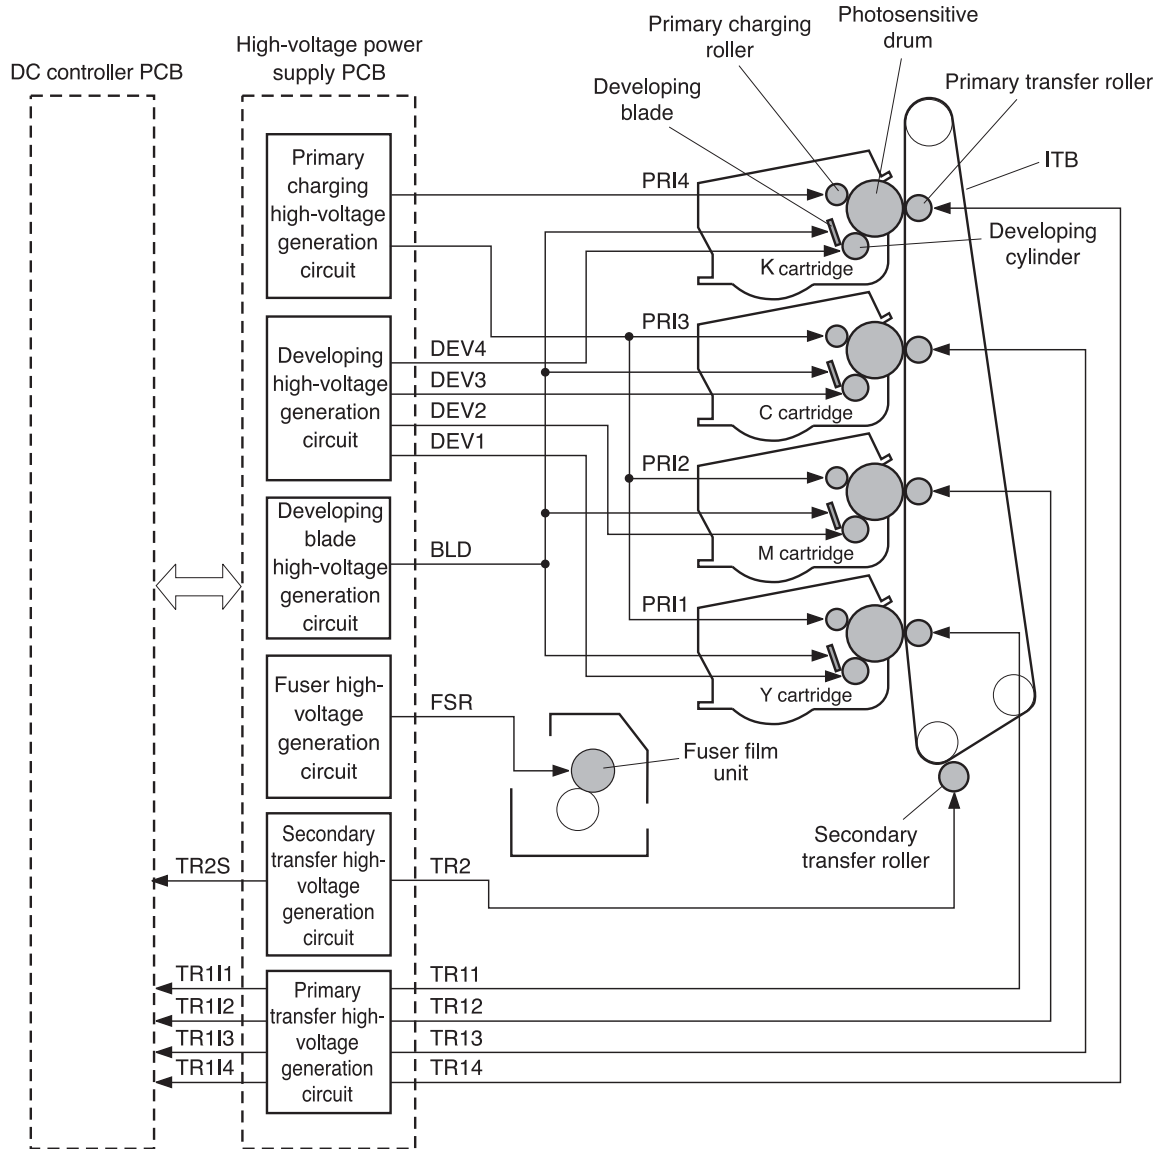 DC controller PCB
High-voltage power
supply PCB
Primary charging
roller
Photosensitive
drum
Developing
blade
Primary transfer roller
ITB
Primary
charging
high-voltage
generation
circuit
PRI4
Developing
cylinder
K cartridge
PRI3
Developing
high-voltage
generation
circuit
DEV4
DEV3
DEV2
DEV1
C cartridge
PRI2
Developing
blade
high-voltage
generation
circuit
BLD
M cartridge
PRI1
Y cartridge
Fuser high-
voltage
generation
circuit
FSR
Fuser film
unit
Secondary
transfer roller
Secondary
transfer high-
voltage
generation
circuit
TR2S
TR2
TR1I1
TR1I2
TR1I3
TR1I4
Primary
transfer high-
voltage
generation
circuit
TR11
TR12
TR13
TR14